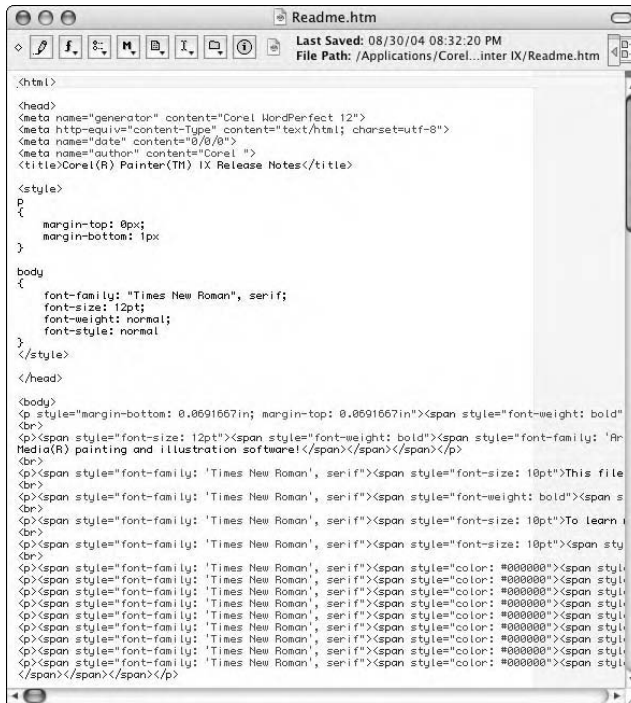 Readme.htm
Last Saved: 08/30/04 08:32:20 PM
File Path: /Applications/Corel...inter IX/Readme.htm
<html>
<head>
<meta name="generator" content="Corel WordPerfect 12">
<meta http-equiv="content-Type" content="text/html; charset=utf-8">
<meta name="date" content="0/0/0">
<meta name="author" content="Corel ">
<title>Corel(R) Painter(TM) IX Release Notes</title>
<style>
p
{
margin-top: 0px;
margin-bottom: 1px
}
body
{
font-family: "Times New Roman", serif;
font-size: 12pt;
font-weight: normal;
font-style: normal
}
</style>
</head>
<body>
<p style="margin-bottom: 0.0691667in; margin-top: 0.0691667in"><span style="font-weight: bold"
<br>
<p><span style="font-size: 12pt"><span style="font-weight: bold"><span style="font-family: 'Ar
Media(R) painting and illustration software!</span></span></span></p>
<br>
<p><span style="font-family: 'Times New Roman', serif"><span style="font-size: 10pt">This file
<br>
<p><span style="font-family: 'Times New Roman', serif"><span style="font-weight: bold"><span s
<br>
<p><span style="font-family: 'Times New Roman', serif"><span style="font-size: 10pt">To learn
<br>
<p><span style="font-family: 'Times New Roman', serif"><span style="font-size: 10pt"><span sty
<br>
<p><span style="font-family: 'Times New Roman', serif"><span style="color: #000000"><span styl
<p><span style="font-family: 'Times New Roman', serif"><span style="color: #000000"><span styl
<p><span style="font-family: 'Times New Roman', serif"><span style="color: #000000"><span styl
<p><span style="font-family: 'Times New Roman', serif"><span style="color: #000000"><span styl
<p><span style="font-family: 'Times New Roman', serif"><span style="color: #000000"><span styl
<p><span style="font-family: 'Times New Roman', serif"><span style="color: #000000"><span styl
<p><span style="font-family: 'Times New Roman', serif"><span style="color: #000000"><span styl
<p><span style="font-family: 'Times New Roman', serif"><span style="color: #000000"><span styl
<p><span style="font-family: 'Times New Roman', serif"><span style="color: #000000"><span styl
</span></span></span></p>